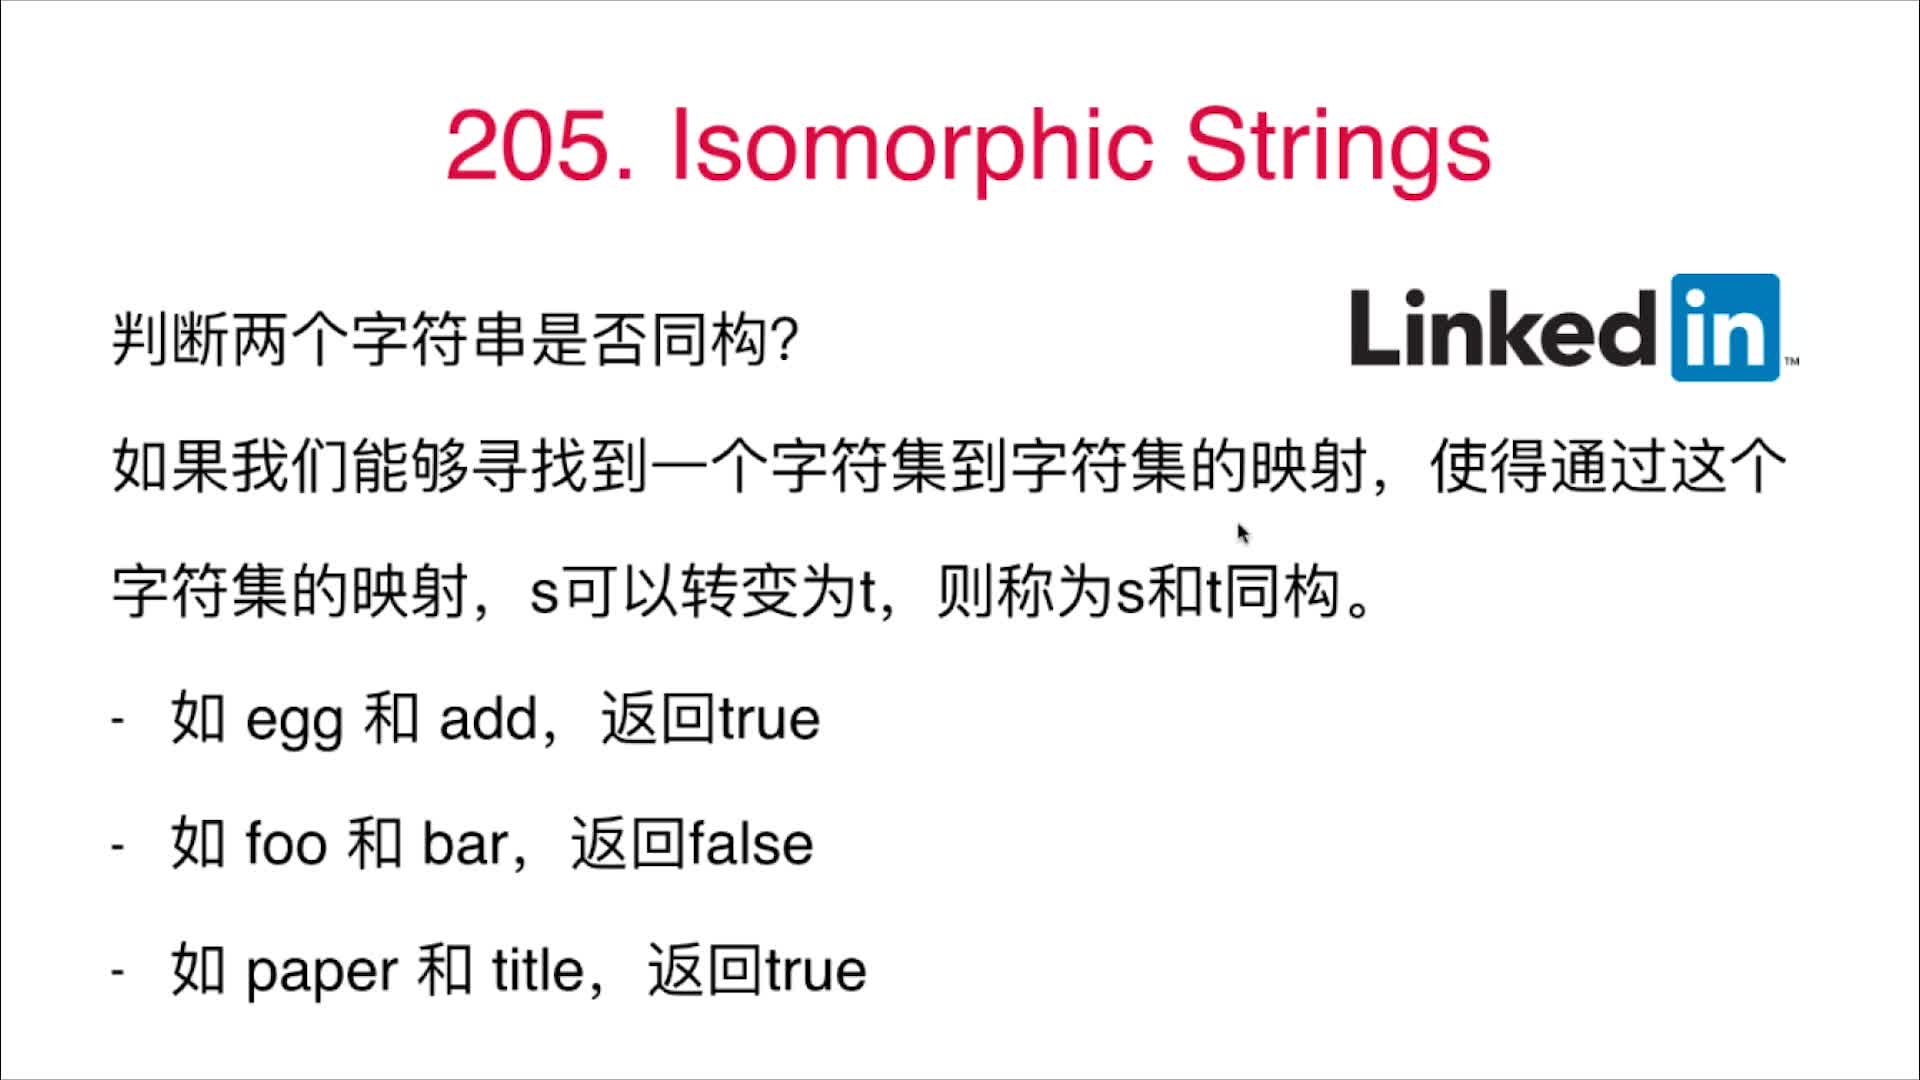 205. Isomorphic Strings
判断两个字符串是否同构？
Linked in ™
如果我们能够寻找到一个字符集到字符集的映射，使得通过这个
字符集的映射，s可以转变为t，则称为s和t同构。
- 如 egg 和 add，返回true
- 如 foo 和 bar，返回false
- 如 paper 和 title，返回true